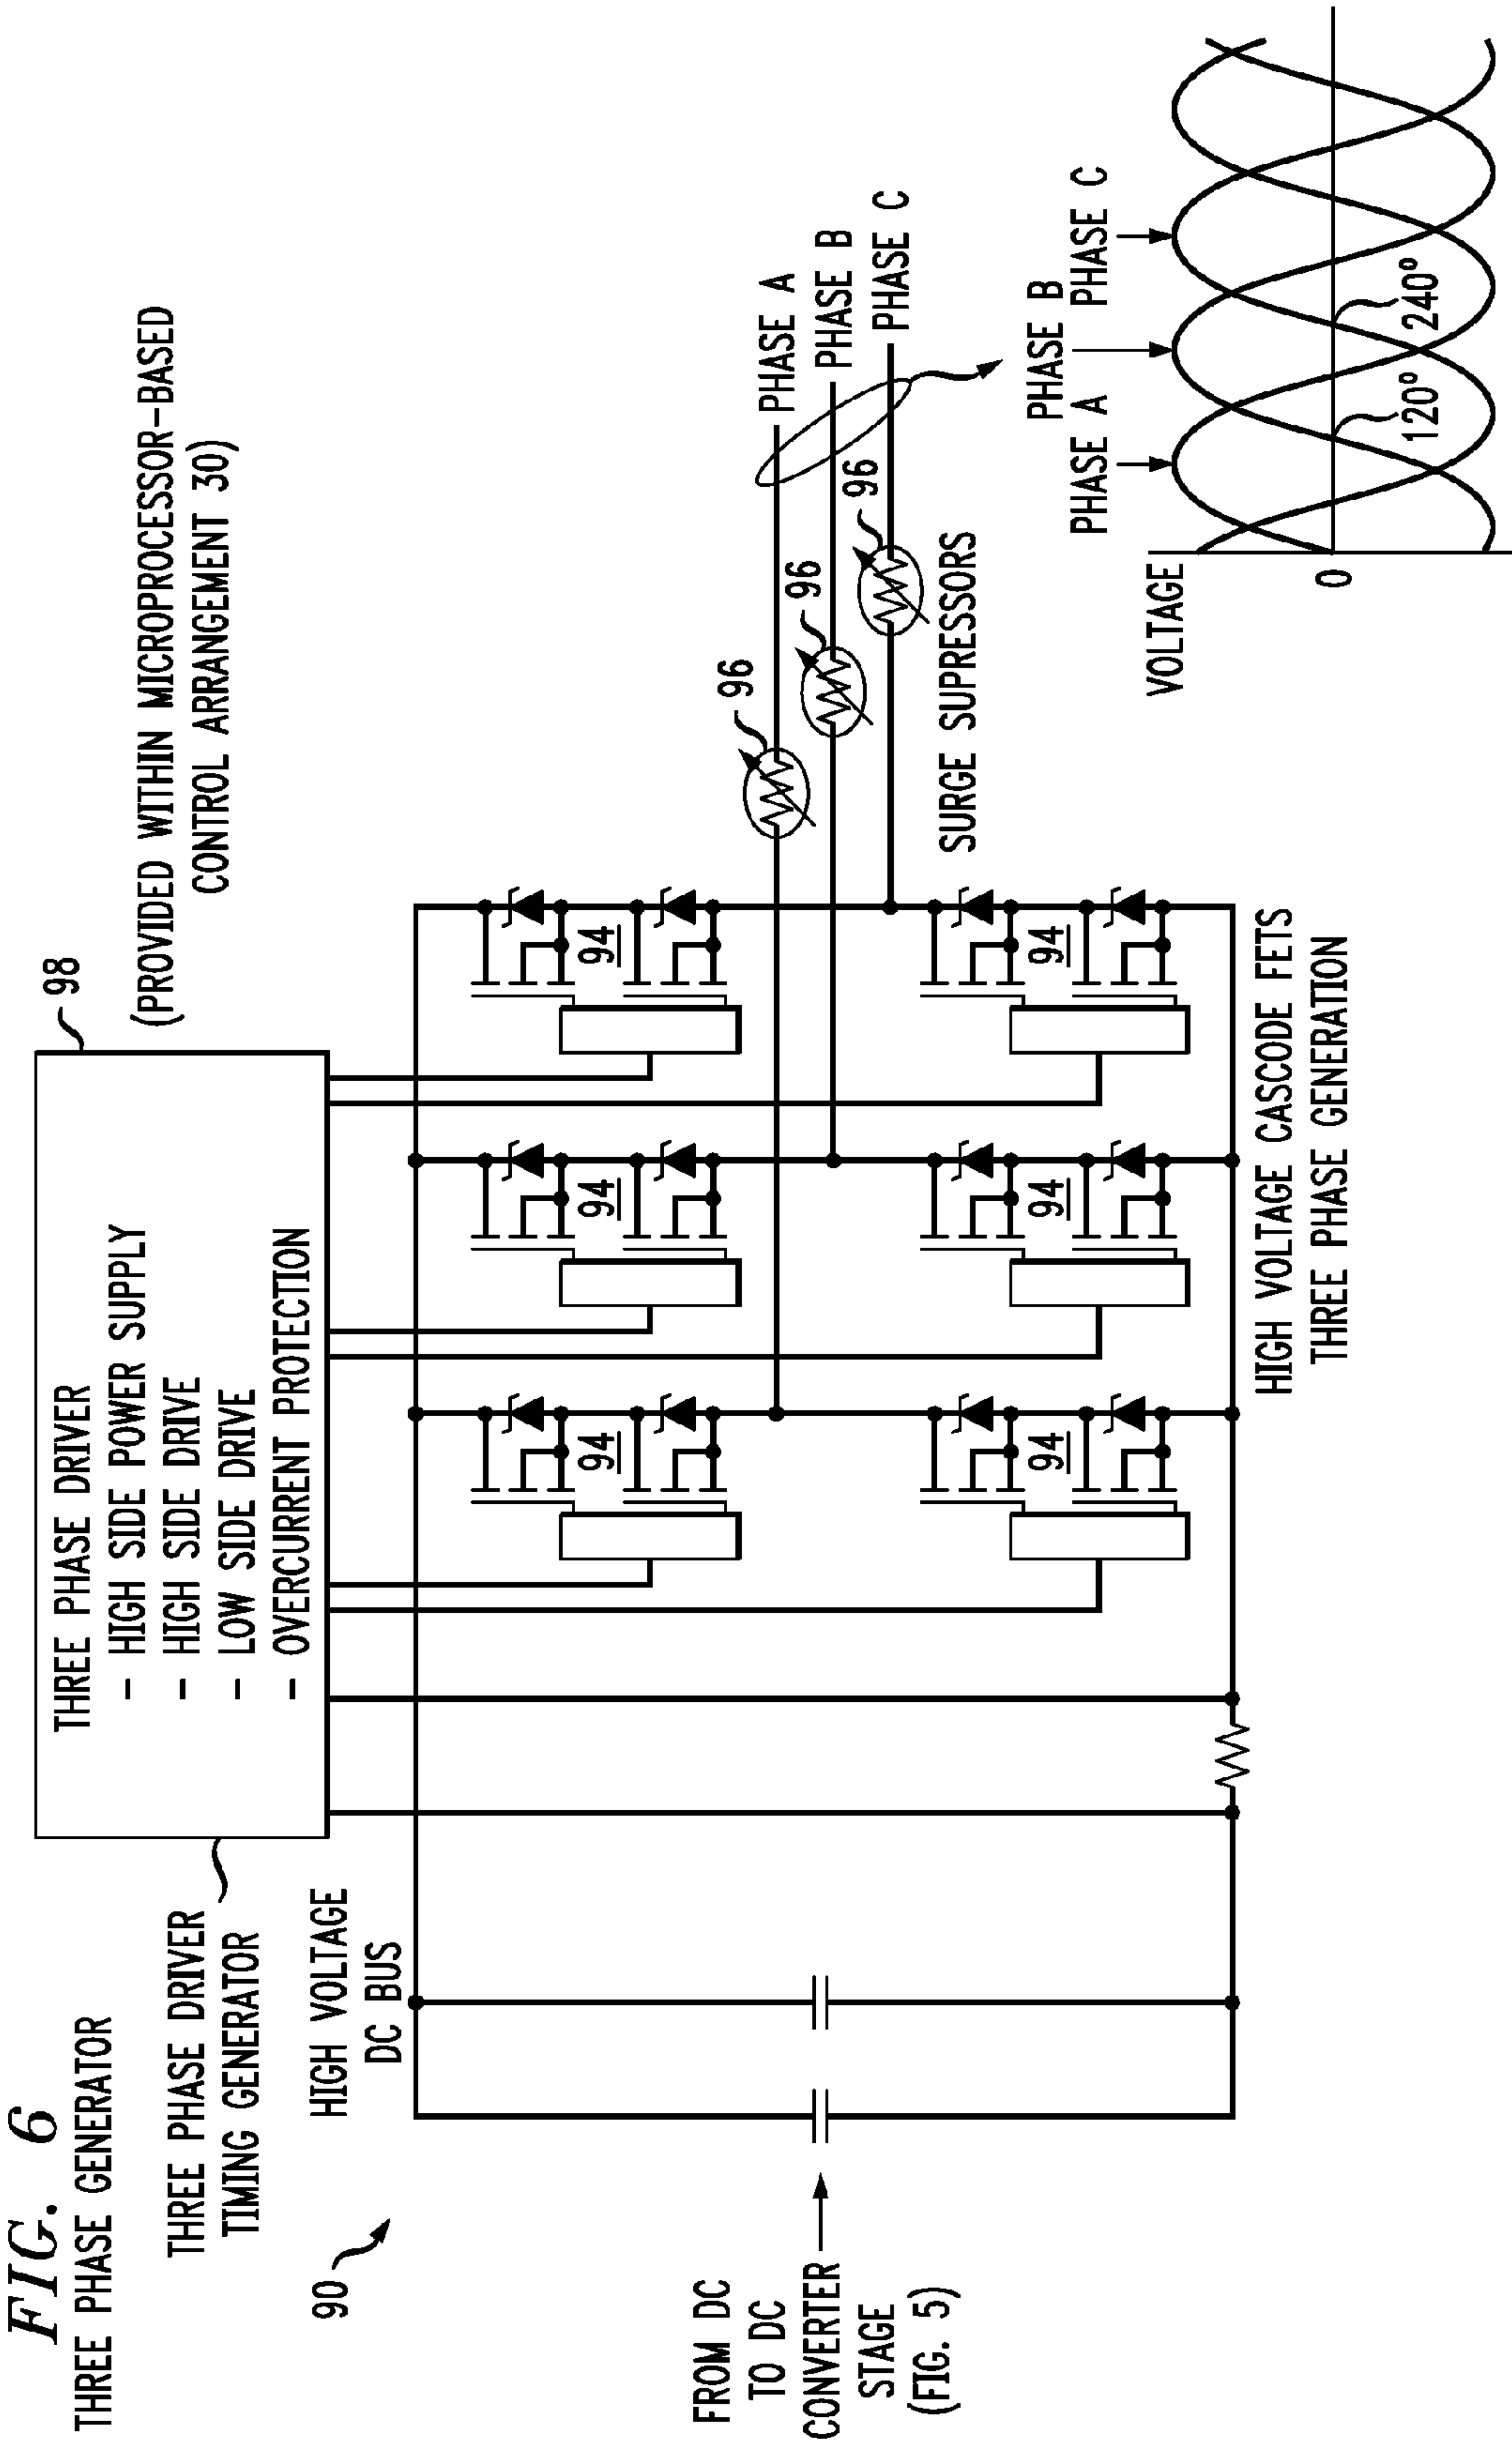 FIG. 6
THREE PHASE GENERATOR
THREE PHASE DRIVER
TIMING GENERATOR
THREE PHASE DRIVER
- HIGH SIDE POWER SUPPLY
- HIGH SIDE DRIVE
- LOW SIDE DRIVE
- OVERCURRENT PROTECTION
98
(PROVIDED WITHIN MICROPROCESSOR-BASED
CONTROL ARRANGEMENT 30)
90
HIGH VOLTAGE
DC BUS
FROM DC
TO DC
CONVERTER
STAGE
(FIG. 5)
94
94
94
94
94
94
96
96
96
PHASE A
PHASE B
PHASE C
SURGE SUPRESSORS
HIGH VOLTAGE CASCODE FETS
THREE PHASE GENERATION
VOLTAGE
0
PHASE A
PHASE B
PHASE C
120°
240°